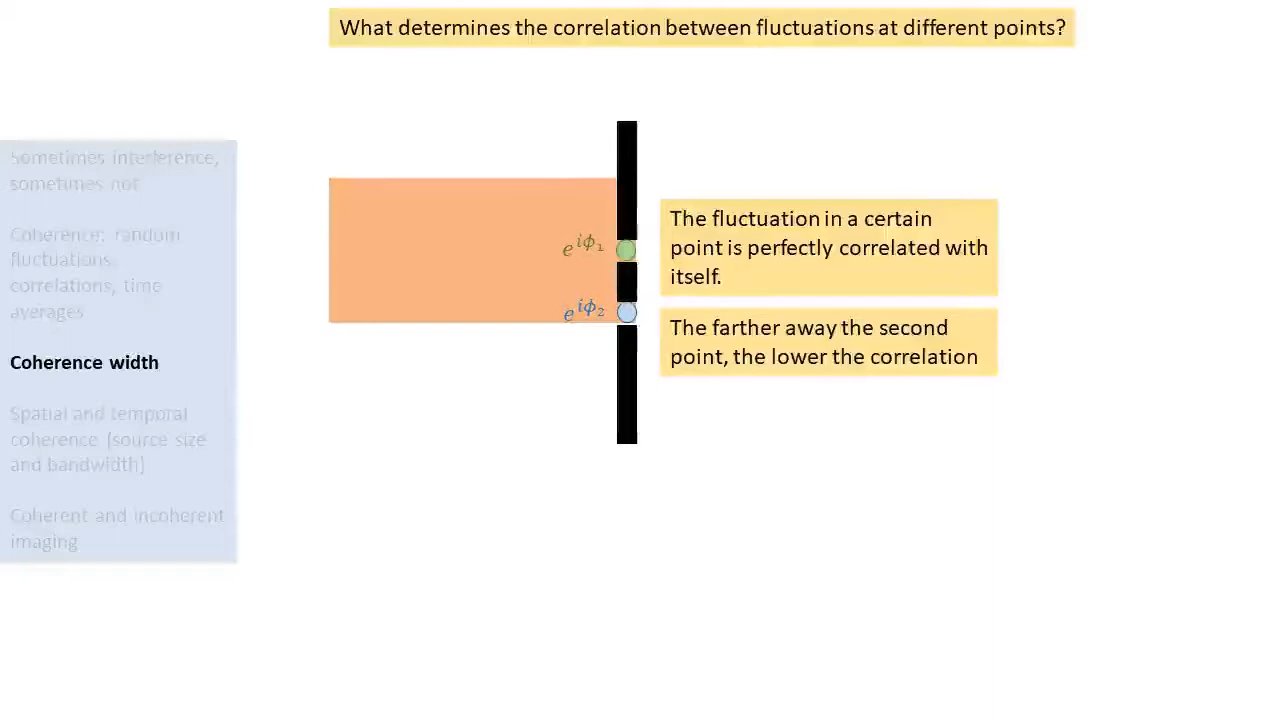 What determines the correlation between fluctuations at different points?
Sometimes interference,
sometimes not
Coherence: random
fluctuations,
correlations, time
averages
Coherence width
Spatial and temporal
coherence (source size
and bandwidth)
Coherent and incoherent
imaging
e^{iϕ_1}
e^{iϕ_2}
The fluctuation in a certain
point is perfectly correlated with
itself.
The farther away the second
point, the lower the correlation